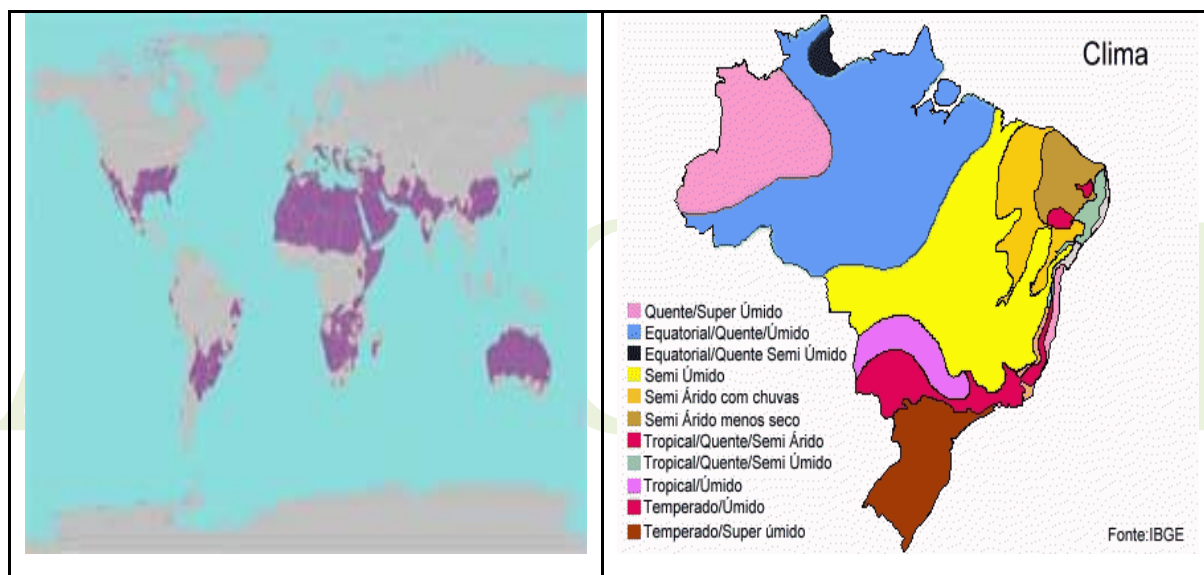 Clima
Quente/Super Úmido
Equatorial/Quente/Úmido
Equatorial/Quente Semi Úmido
Semi Úmido
Semi Árido com chuvas
Semi Árido menos seco
Tropical/Quente/Semi Árido
Tropical/Quente/Semi Úmido
Tropical/Úmido
Temperado/Úmido
Temperado/Super úmido
Fonte:IBGE